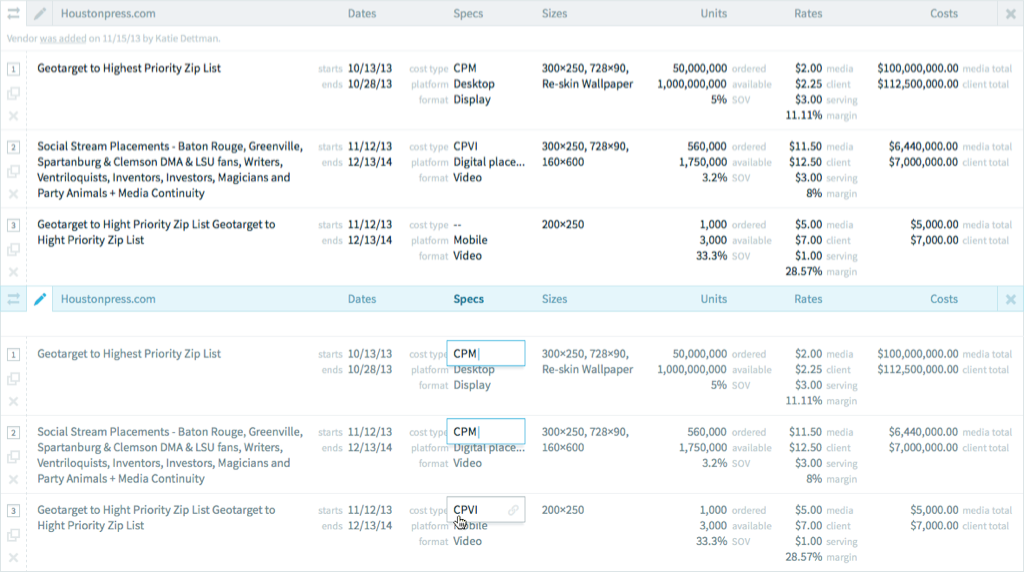 Houstonpress.com Dates Specs Sizes Units Rates Costs
Vendor was added on 11/15/13 by Katie Dettman.
1 Geotarget to Highest Priority Zip List starts 10/13/13 cost type CPM 300×250, 728×90, 50,000,000 ordered $2.00 media $100,000,000.00 media total
ends 10/28/13 platform Desktop Re-skin Wallpaper 1,000,000,000 available $2.25 client $112,500,000.00 client total
format Display 5% SOV $3.00 serving
11.11% margin
2 Social Stream Placements - Baton Rouge, Greenville, starts 11/12/13 cost type CPVI 300×250, 728×90, 560,000 ordered $11.50 media $6,440,000.00 media total
Spartanburg & Clemson DMA & LSU fans, Writers, ends 12/13/14 platform Digital place... 160×600 1,750,000 available $12.50 client $7,000,000.00 client total
Ventriloquists, Inventors, Investors, Magicians and format Video 3.2% SOV $3.00 serving
Party Animals + Media Continuity 8% margin
3 Geotarget to Hight Priority Zip List Geotarget to starts 11/12/13 cost type -- 200×250 1,000 ordered $5.00 media $5,000.00 media total
Hight Priority Zip List ends 12/13/14 platform Mobile 3,000 available $7.00 client $7,000.00 client total
format Video 33.3% SOV $1.00 serving
28.57% margin
Houstonpress.com Dates Specs Sizes Units Rates Costs
1 Geotarget to Highest Priority Zip List starts 10/13/13 cost type CPM 300×250, 728×90, 50,000,000 ordered $2.00 media $100,000,000.00 media total
ends 10/28/13 platform Desktop Re-skin Wallpaper 1,000,000,000 available $2.25 client $112,500,000.00 client total
format Display 5% SOV $3.00 serving
11.11% margin
2 Social Stream Placements - Baton Rouge, Greenville, starts 11/12/13 cost type CPM 300×250, 728×90, 560,000 ordered $11.50 media $6,440,000.00 media total
Spartanburg & Clemson DMA & LSU fans, Writers, ends 12/13/14 platform Digital place... 160×600 1,750,000 available $12.50 client $7,000,000.00 client total
Ventriloquists, Inventors, Investors, Magicians and format Video 3.2% SOV $3.00 serving
Party Animals + Media Continuity 8% margin
3 Geotarget to Hight Priority Zip List Geotarget to starts 11/12/13 cost type CPVI 200×250 1,000 ordered $5.00 media $5,000.00 media total
Hight Priority Zip List ends 12/13/14 platform Mobile 3,000 available $7.00 client $7,000.00 client total
format Video 33.3% SOV $1.00 serving
28.57% margin